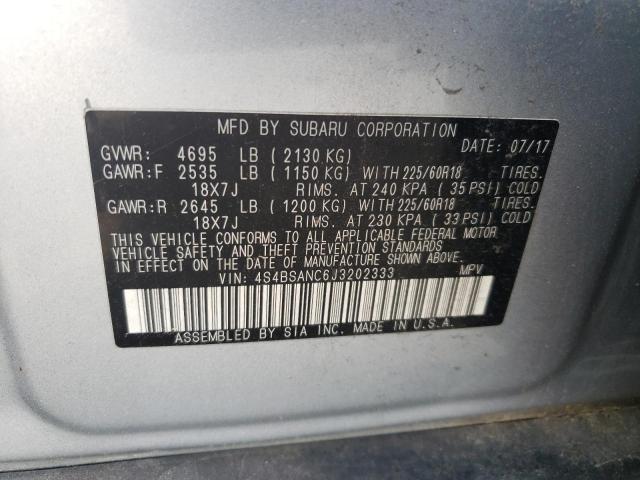 MFD BY SUBARU CORPORATION
GVWR: 4695 LB (2130 KG) DATE: 07/17
GAWR:F 2535 LB (1150 KG) WITH 225/60R18 TIRES.
18X7J RIMS. AT 240 KPA (35 PSI) COLD
GAWR:R 2645 LB (1200 KG) WITH 225/60R18 TIRES.
18X7J RIMS. AT 230 KPA (33 PSI) COLD
THIS VEHICLE CONFORMS TO ALL APPLICABLE FEDERAL MOTOR
VEHICLE SAFETY AND THEFT PREVENTION STANDARDS
IN EFFECT ON THE DATE OF MANUFACTURE SHOWN ABOVE.
VIN: 4S4BSANC6J3202333 MPV
ASSEMBLED BY SIA INC. MADE IN U.S.A.